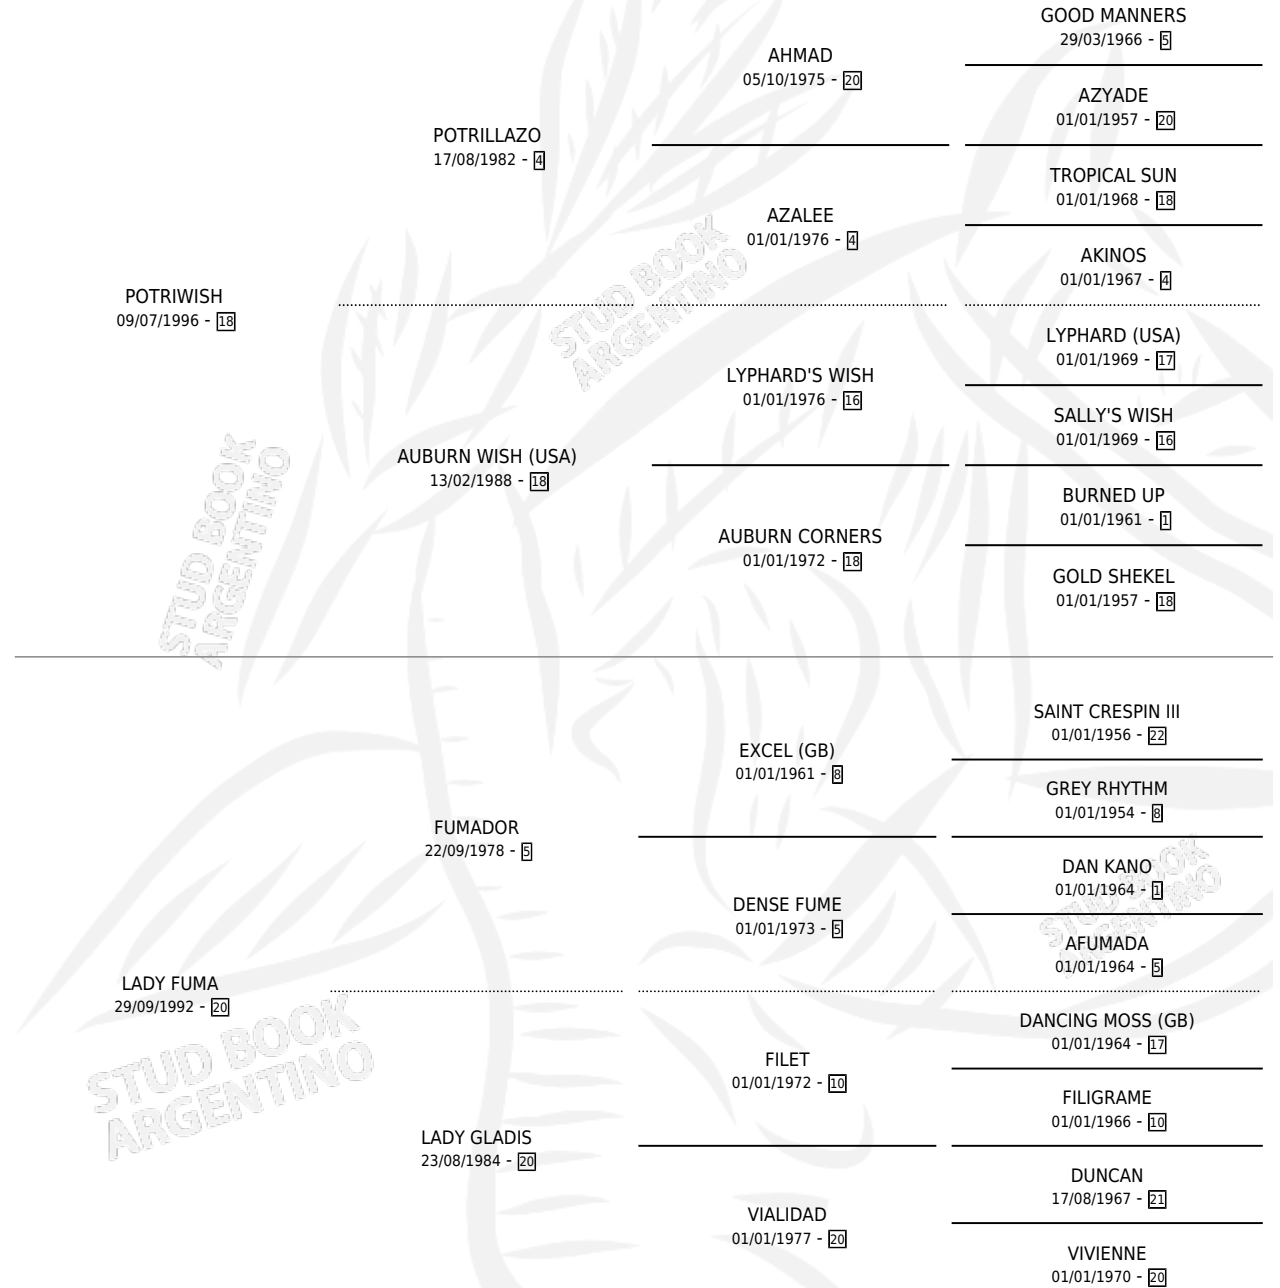 GOOD MANNERS
29/03/1966 - 5
AHMAD
05/10/1975 - 20
AZYADE
01/01/1957 - 20
POTRILLAZO
17/08/1982 - 4
TROPICAL SUN
01/01/1968 - 18
AZALEE
01/01/1976 - 4
AKINOS
01/01/1967 - 4
POTRIWISH
09/07/1996 - 18
LYPHARD (USA)
01/01/1969 - 17
LYPHARD'S WISH
01/01/1976 - 16
SALLY'S WISH
01/01/1969 - 16
AUBURN WISH (USA)
13/02/1988 - 18
BURNED UP
01/01/1961 - 1
AUBURN CORNERS
01/01/1972 - 18
GOLD SHEKEL
01/01/1957 - 18
STUD BOOK
ARGENTINO
STUD BOOK
ARGENTINO
SAINT CRESPIN III
01/01/1956 - 22
EXCEL (GB)
01/01/1961 - 8
GREY RHYTHM
01/01/1954 - 8
FUMADOR
22/09/1978 - 5
DAN KANO
01/01/1964 - 1
DENSE FUME
01/01/1973 - 5
AFUMADA
01/01/1964 - 5
LADY FUMA
29/09/1992 - 20
DANCING MOSS (GB)
01/01/1964 - 17
FILET
01/01/1972 - 10
FILIGRAME
01/01/1966 - 10
LADY GLADIS
23/08/1984 - 20
DUNCAN
17/08/1967 - 21
VIALIDAD
01/01/1977 - 20
VIVIENNE
01/01/1970 - 20
STUD BOOK
ARGENTINO
STUD BOOK
ARGENTINO